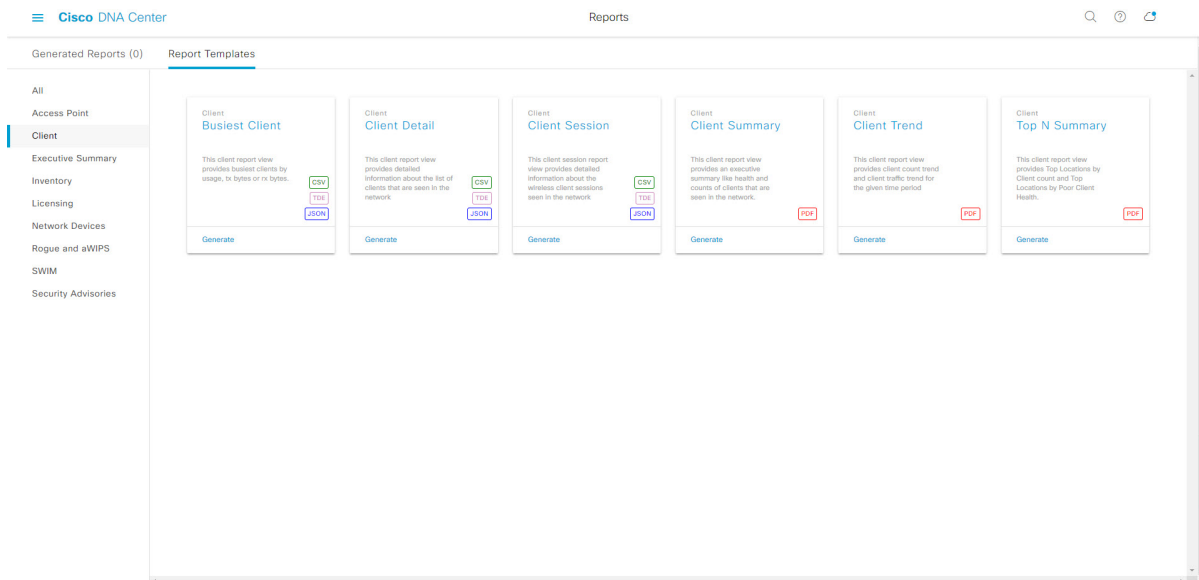 Cisco DNA Center
Reports
Generated Reports (0)
Report Templates
All
Access Point
Client
Executive Summary
Inventory
Licensing
Network Devices
Rogue and aWIPS
SWIM
Security Advisories
Client
Busiest Client
This client report view
provides busiest clients by
usage, tx bytes or rx bytes.
CSV
TDE
JSON
Generate
Client
Client Detail
This client report view
provides detailed
information about the list of
clients that are seen in the
network
CSV
TDE
JSON
Generate
Client
Client Session
This client session report
view provides detailed
information about the
wireless client sessions
seen in the network
CSV
TDE
JSON
Generate
Client
Client Summary
This client report view
provides an executive
summary like health and
counts of clients that are
seen in the network.
PDF
Generate
Client
Client Trend
This client report view
provides client count trend
and client traffic trend for
the given time period
PDF
Generate
Client
Top N Summary
This client report view
provides Top Locations by
Client count and Top
Locations by Poor Client
Health.
PDF
Generate